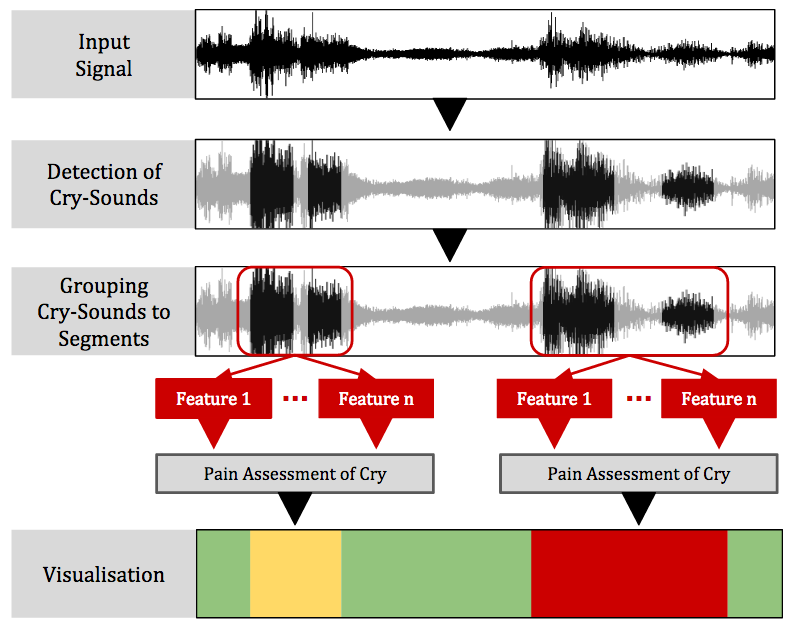 Input
Signal
Detection of
Cry-Sounds
Grouping
Cry-Sounds to
Segments
Feature 1 ... Feature n
Feature 1 ... Feature n
Pain Assessment of Cry
Pain Assessment of Cry
Visualisation